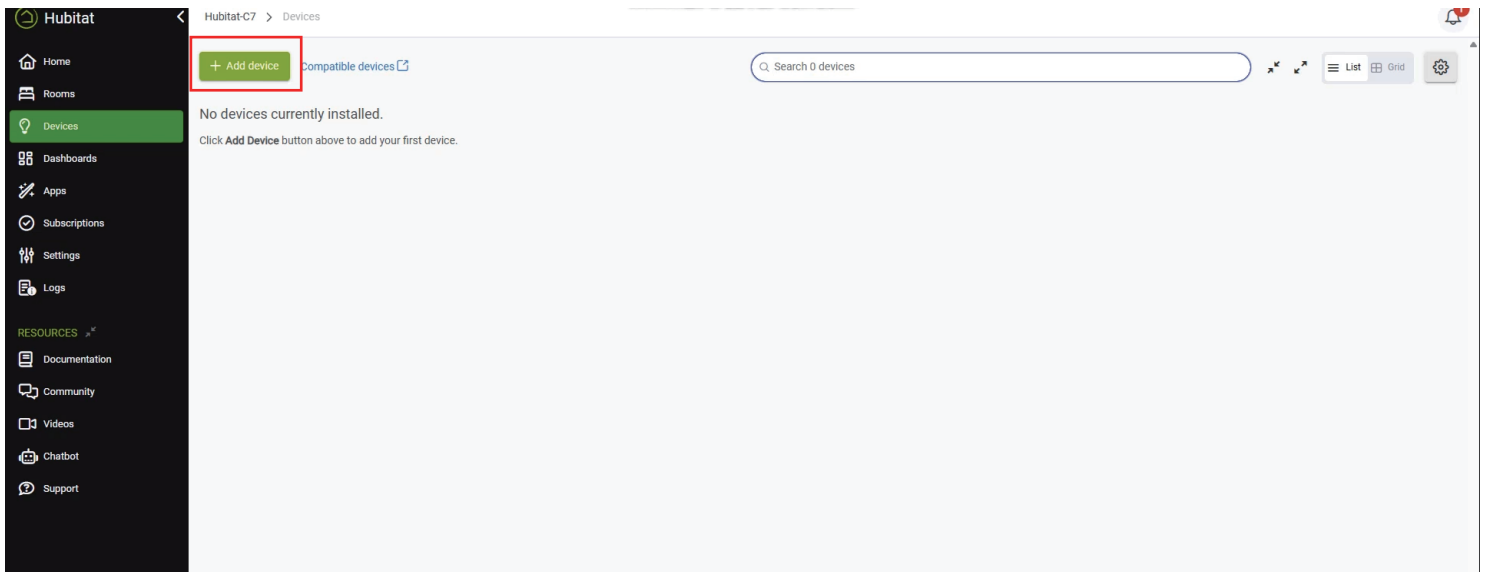 Hubitat
Hubitat-C7 > Devices
Home
Rooms
Devices
Dashboards
Apps
Subscriptions
Settings
Logs
RESOURCES
Documentation
Community
Videos
Chatbot
Support
+ Add device
Compatible devices
Search 0 devices
List
Grid
No devices currently installed.
Click Add Device button above to add your first device.